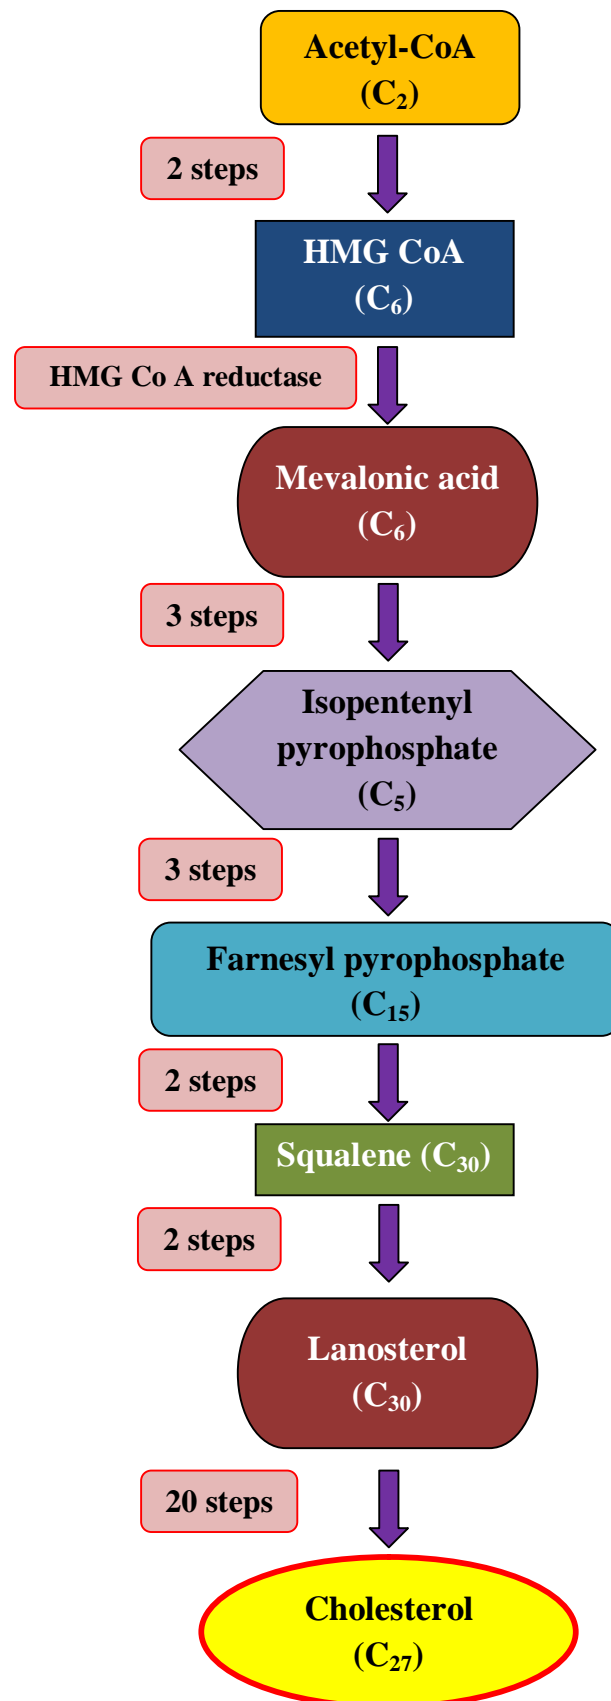 Acetyl-CoA
(C₂)
2 steps
HMG CoA
(C₆)
HMG Co A reductase
Mevalonic acid
(C₆)
3 steps
Isopentenyl
pyrophosphate
(C₅)
3 steps
Farnesyl pyrophosphate
(C₁₅)
2 steps
Squalene (C₃₀)
2 steps
Lanosterol
(C₃₀)
20 steps
Cholesterol
(C₂₇)